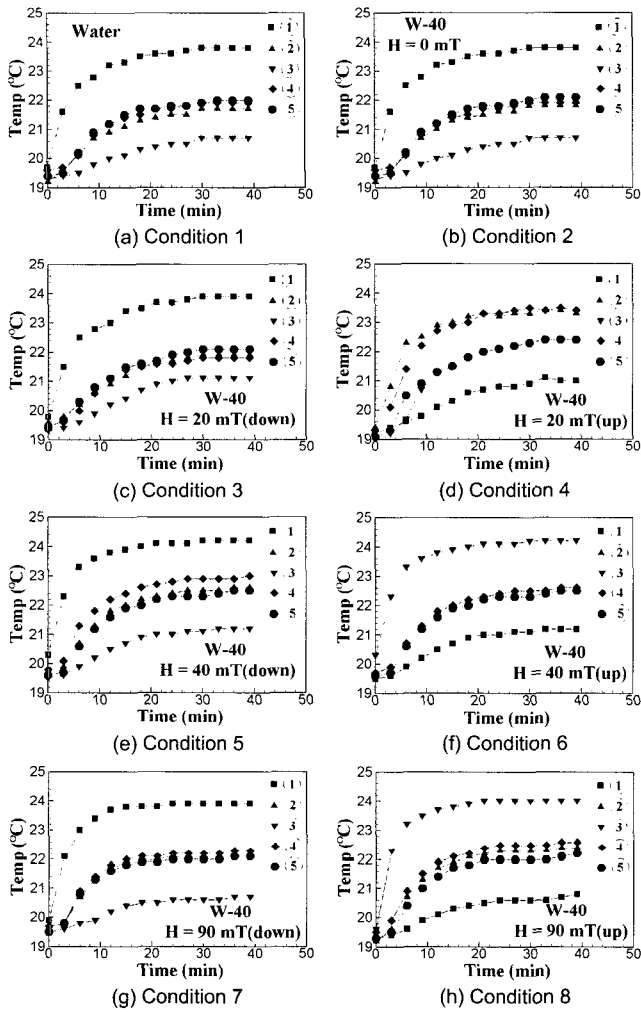 Water
1
2
3
4
5
Temp (°C)
25
24
23
22
21
20
19
0 10 20 30 40 50
Time (min)
(a) Condition 1
W-40
H = 0 mT
1
2
3
4
5
Temp (°C)
25
24
23
22
21
20
19
0 10 20 30 40 50
Time (min)
(b) Condition 2
1
2
3
4
5
W-40
H = 20 mT(down)
Temp (°C)
25
24
23
22
21
20
19
0 10 20 30 40 50
Time (min)
(c) Condition 3
1
2
3
4
5
W-40
H = 20 mT(up)
Temp (°C)
25
24
23
22
21
20
19
0 10 20 30 40 50
Time (min)
(d) Condition 4
1
2
3
4
5
W-40
H = 40 mT(down)
Temp (°C)
25
24
23
22
21
20
19
0 10 20 30 40 50
Time (min)
(e) Condition 5
1
2
3
4
5
W-40
H = 40 mT(up)
Temp (°C)
25
24
23
22
21
20
19
0 10 20 30 40 50
Time (min)
(f) Condition 6
1
2
3
4
5
W-40
H = 90 mT(down)
Temp (°C)
25
24
23
22
21
20
19
0 10 20 30 40 50
Time (min)
(g) Condition 7
1
2
3
4
5
W-40
H = 90 mT(up)
Temp (°C)
25
24
23
22
21
20
19
0 10 20 30 40 50
Time (min)
(h) Condition 8